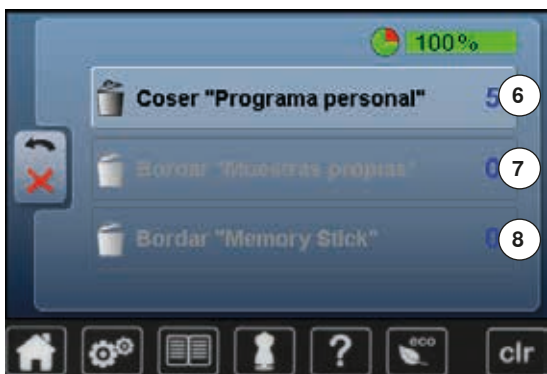 100%
Coser "Programa personal" 5 6
Bordar "Muestras propias" 0 7
Bordar "Memory Stick" 0 8
? eco clr